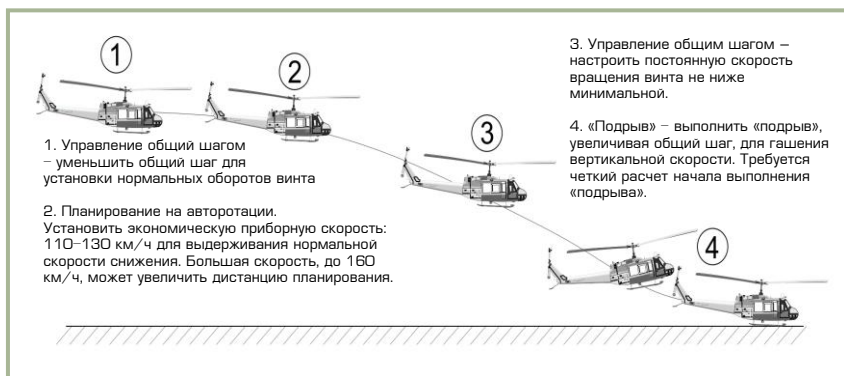 1
2
3
4
1. Управление общий шагом
– уменьшить общий шаг для
установки нормальных оборотов винта
2. Планирование на авторотации.
Установить экономическую приборную скорость:
110–130 км/ч для выдерживания нормальной
скорости снижения. Большая скорость, до 160
км/ч, может увеличить дистанцию планирования.
3. Управление общим шагом –
настроить постоянную скорость
вращения винта не ниже
минимальной.
4. «Подрыв» – выполнить «подрыв»,
увеличивая общий шаг, для гашения
вертикальной скорости. Требуется
четкий расчет начала выполнения
«подрыва».